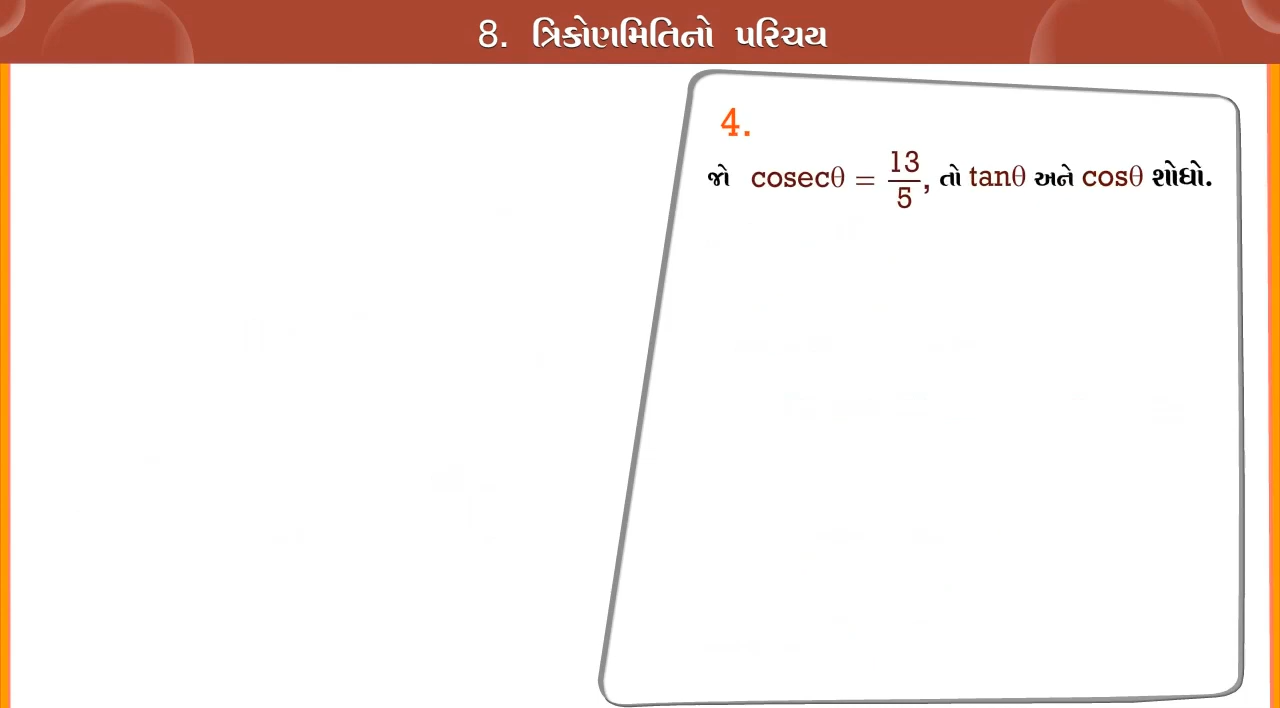 8. ત્રિકોણમિતિનો પરિચય
4.
જો cosecθ = 13/5, તો tanθ અને cosθ શોધો.